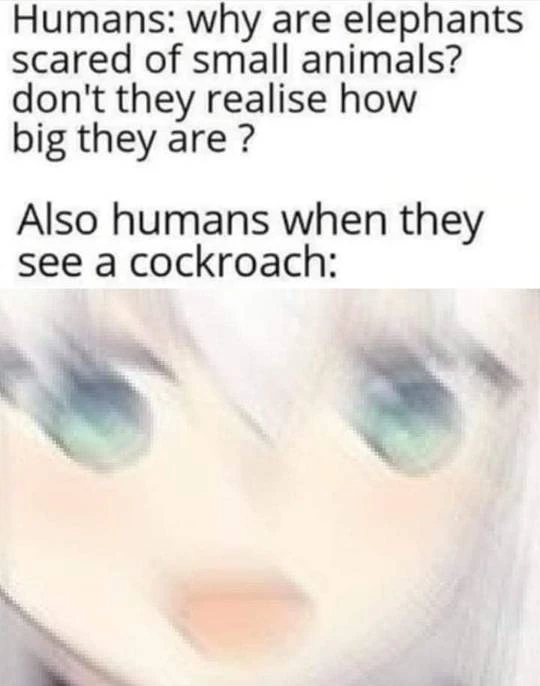 Humans: why are elephants
scared of small animals?
don't they realise how
big they are ?
Also humans when they
see a cockroach: